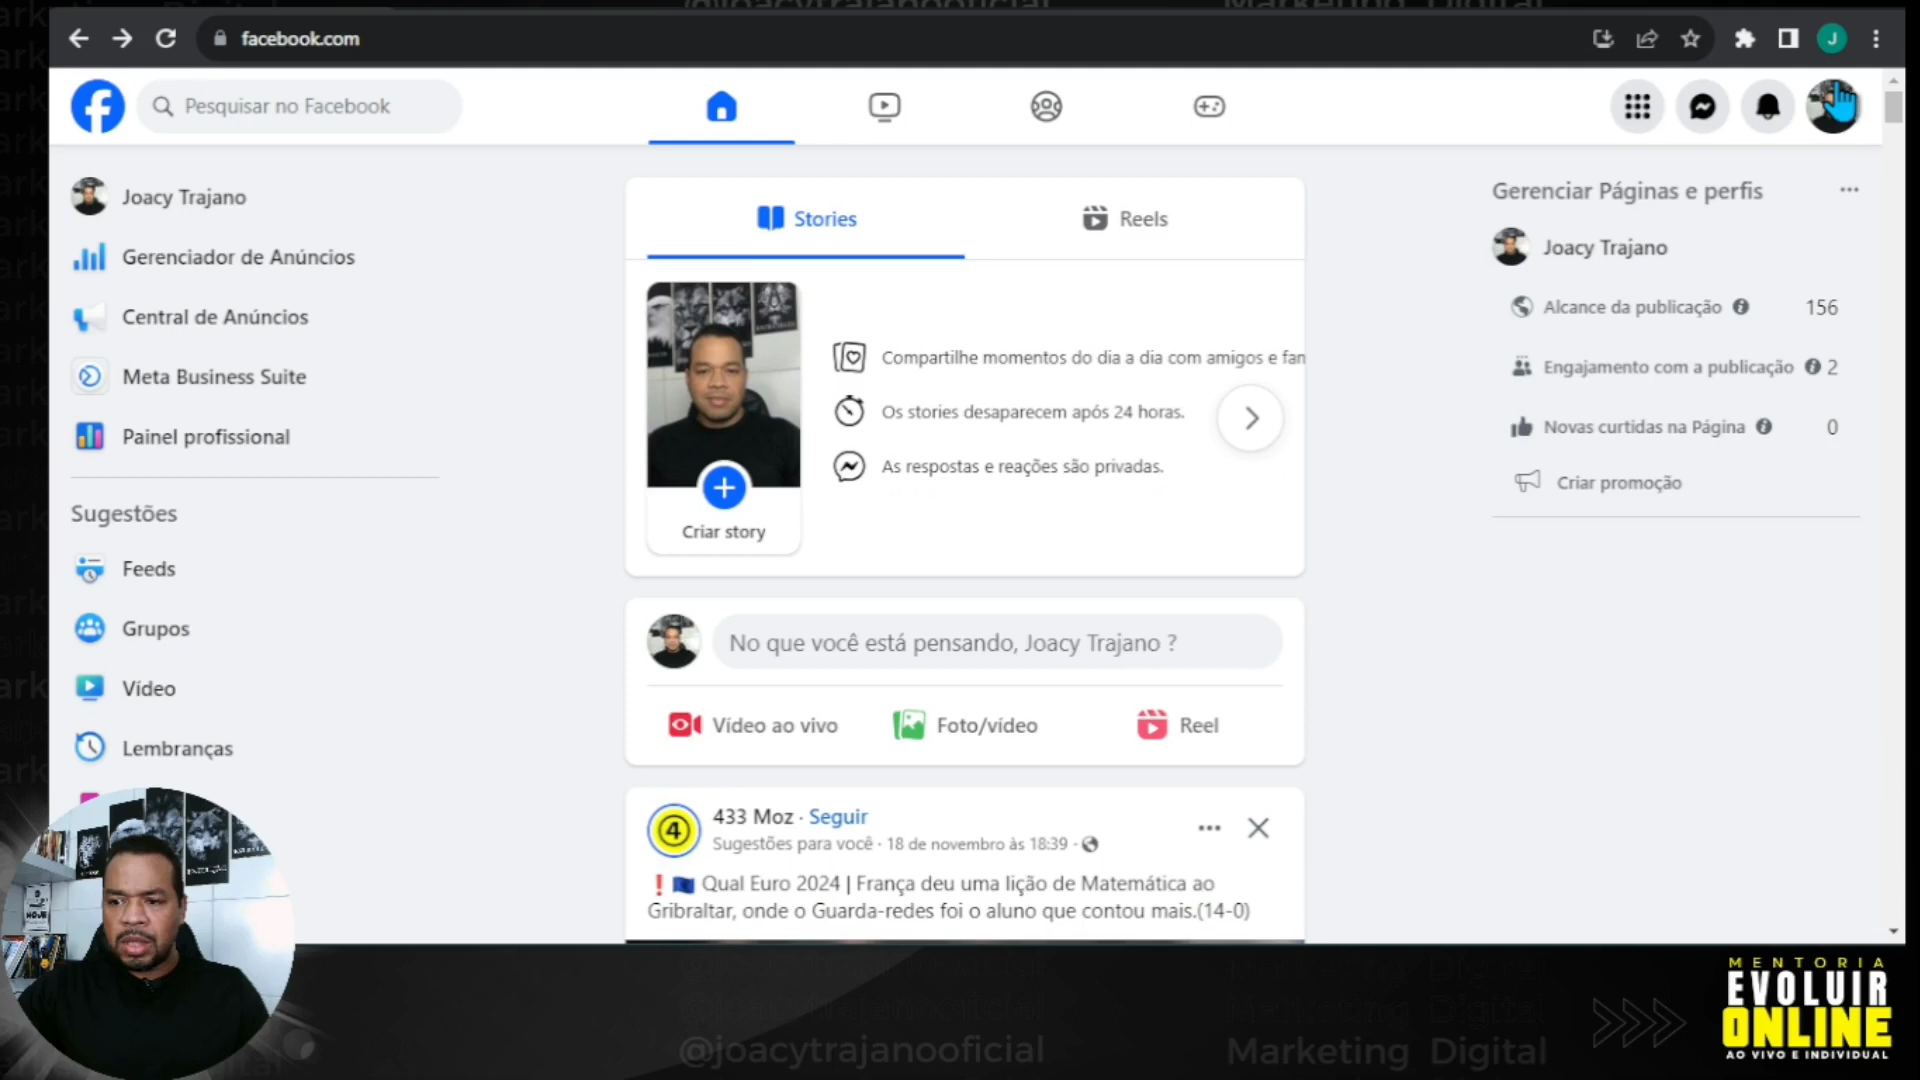 facebook.com
J
Pesquisar no Facebook
Joacy Trajano
Gerenciador de Anúncios
Central de Anúncios
Meta Business Suite
Painel profissional
Sugestões
Feeds
Grupos
Vídeo
Lembranças
Stories
Reels
Compartilhe momentos do dia a dia com amigos e fam
Os stories desaparecem após 24 horas.
As respostas e reações são privadas.
Criar story
No que você está pensando, Joacy Trajano ?
Vídeo ao vivo
Foto/vídeo
Reel
433 Moz · Seguir
Sugestões para você · 18 de novembro às 18:39 ·
❗🇪🇺 Qual Euro 2024 | França deu uma lição de Matemática ao
Gribraltar, onde o Guarda-redes foi o aluno que contou mais.(14-0)
Gerenciar Páginas e perfis
Joacy Trajano
Alcance da publicação 156
Engajamento com a publicação 2
Novas curtidas na Página 0
Criar promoção
@joacytrajanooficial
Marketing Digital
MENTORIA
EVOLUIR
ONLINE
AO VIVO E INDIVIDUAL